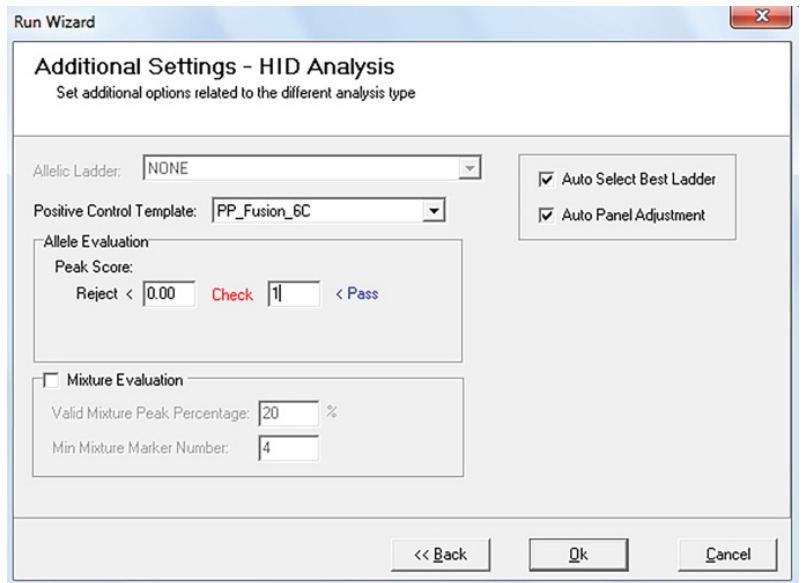 Run Wizard
Additional Settings - HID Analysis
Set additional options related to the different analysis type
Allelic Ladder: NONE
Auto Select Best Ladder
Positive Control Template: PP_Fusion_6C
Auto Panel Adjustment
Allele Evaluation
Peak Score:
Reject < 0.00 Check 1 < Pass
Mixture Evaluation
Valid Mixture Peak Percentage: 20 %
Min Mixture Marker Number: 4
<< Back Ok Cancel